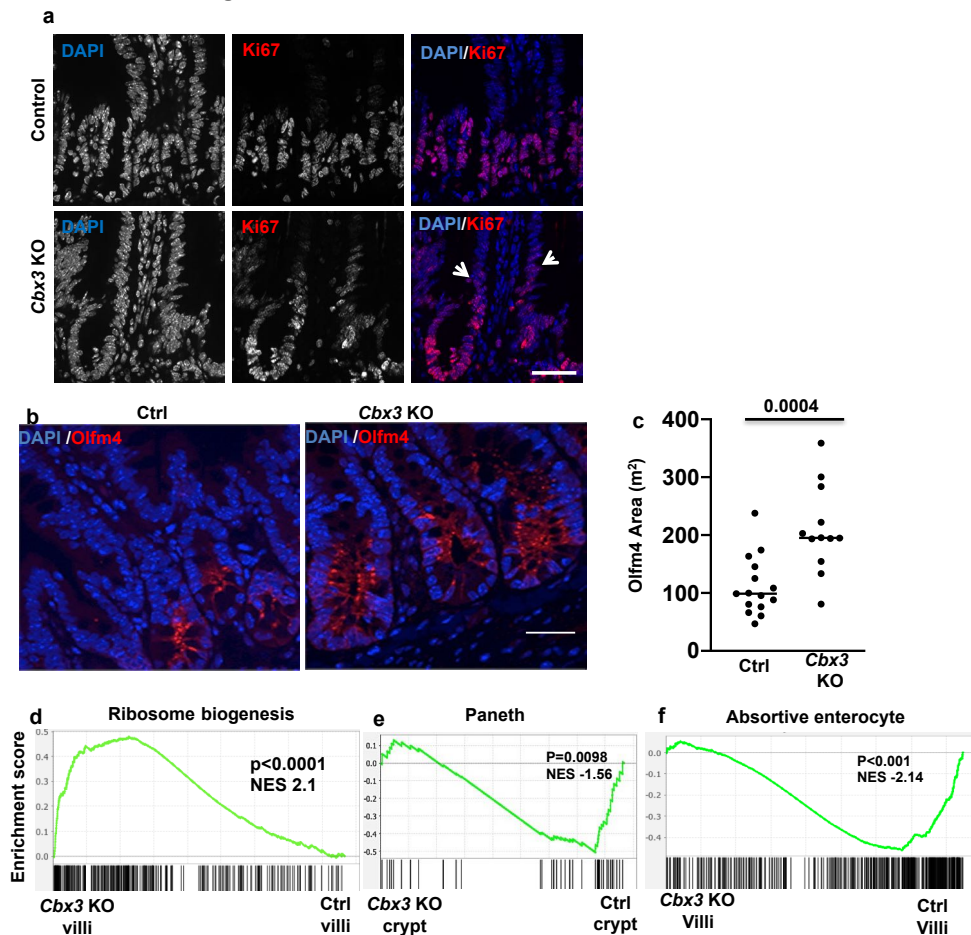 a
DAPI
Ki67
DAPI/Ki67
Control
DAPI
Ki67
DAPI/Ki67
Cbx3 KO
b
Ctrl
Cbx3 KO
DAPI /Olfm4
DAPI /Olfm4
c
0.0004
400
300
200
100
0
Olfm4 Area (m²)
Ctrl
Cbx3
KO
d
Ribosome biogenesis
Enrichment score
0.5
0.4
0.3
0.2
0.1
0.0
p<0.0001
NES 2.1
Cbx3 KO
villi
Ctrl
villi
e
Paneth
0.1
0.0
-0.1
-0.2
-0.3
-0.4
-0.5
P=0.0098
NES -1.56
Cbx3 KO
crypt
Ctrl
crypt
f
Absortive enterocyte
0.0
-0.1
-0.2
-0.3
-0.4
P<0.001
NES -2.14
Cbx3 KO
Villi
Ctrl
Villi